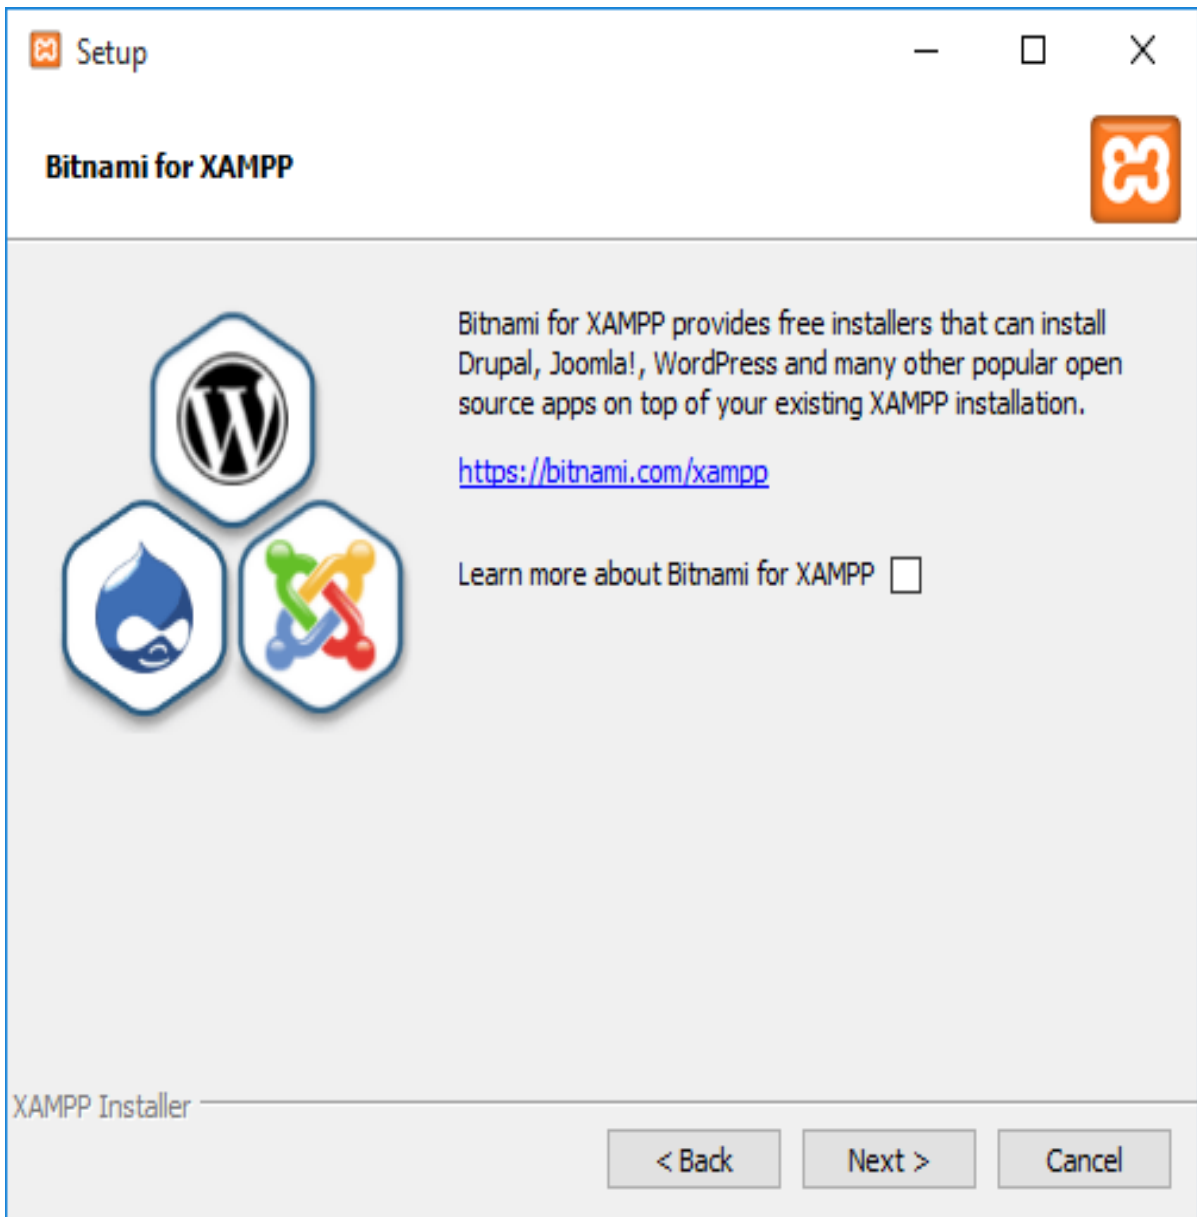 Setup
Bitnami for XAMPP
Bitnami for XAMPP provides free installers that can install
Drupal, Joomla!, WordPress and many other popular open
source apps on top of your existing XAMPP installation.
https://bitnami.com/xampp
Learn more about Bitnami for XAMPP
XAMPP Installer
< Back
Next >
Cancel